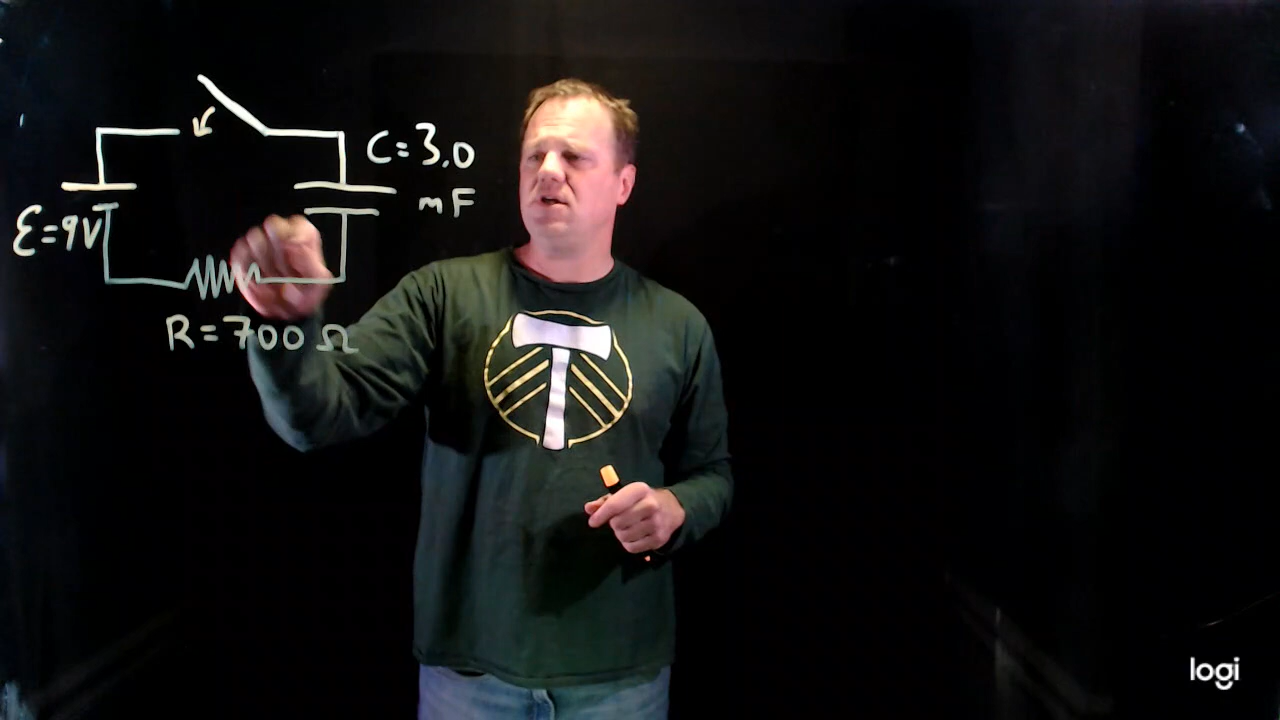 C=3.0
mF
Ɛ=9V
R=700 Ω
logi